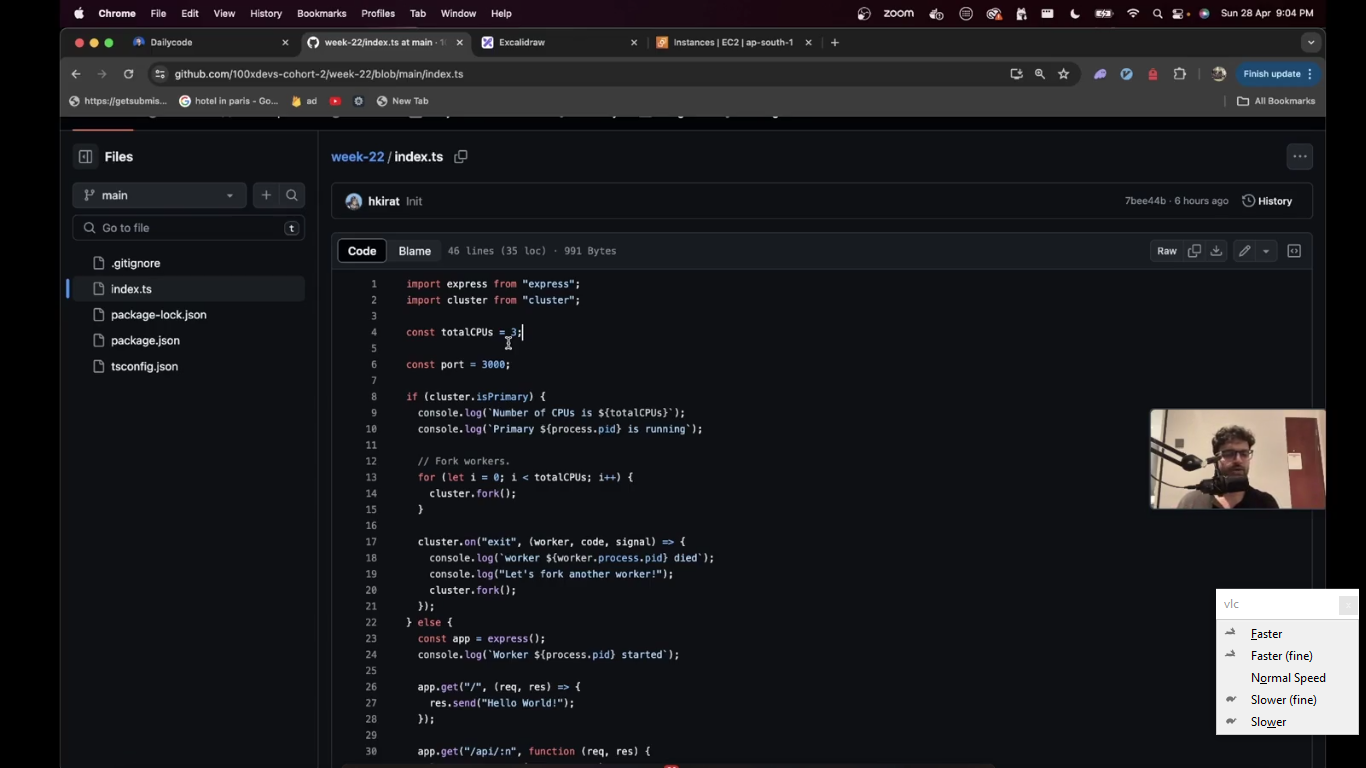 Chrome File Edit View History Bookmarks Profiles Tab Window Help zoom Sun 28 Apr 9:04 PM
Dailycode week-22/index.ts at main · Excalidraw Instances | EC2 | ap-south-1
github.com/100xdevs-cohort-2/week-22/blob/main/index.ts Finish update
https://getsubmis... hotel in paris - Go... ad New Tab All Bookmarks
Files week-22 / index.ts
main
hkirat Init 7bee44b · 6 hours ago History
Go to file t
Code Blame 46 lines (35 loc) · 991 Bytes Raw
.gitignore
index.ts
package-lock.json
package.json
tsconfig.json
1 import express from "express";
2 import cluster from "cluster";
3
4 const totalCPUs = 3;
5
6 const port = 3000;
7
8 if (cluster.isPrimary) {
9 console.log(`Number of CPUs is ${totalCPUs}`);
10 console.log(`Primary ${process.pid} is running`);
11
12 // Fork workers.
13 for (let i = 0; i < totalCPUs; i++) {
14 cluster.fork();
15 }
16
17 cluster.on("exit", (worker, code, signal) => {
18 console.log(`worker ${worker.process.pid} died`);
19 console.log("Let's fork another worker!");
20 cluster.fork();
21 });
22 } else {
23 const app = express();
24 console.log(`Worker ${process.pid} started`);
25
26 app.get("/", (req, res) => {
27 res.send("Hello World!");
28 });
29
30 app.get("/api/:n", function (req, res) {
vlc
Faster
Faster (fine)
Normal Speed
Slower (fine)
Slower